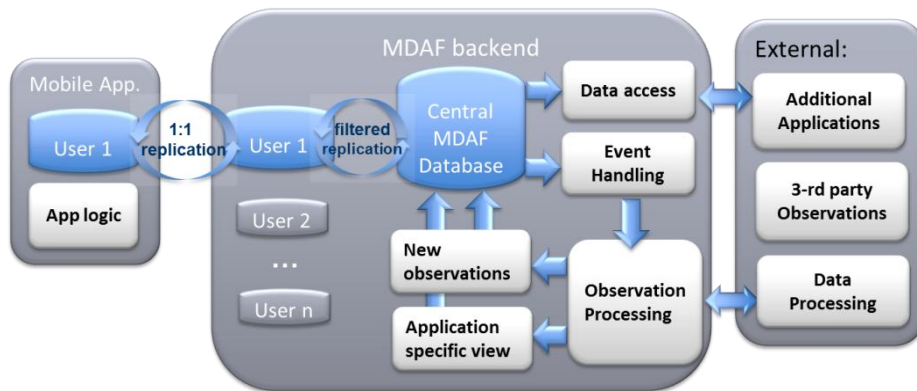 Mobile App.
User 1
App logic
1:1
replication
MDAF backend
User 1
filtered
replication
User 2
...
User n
Central
MDAF
Database
Data access
Event
Handling
New
observations
Application
specific view
Observation
Processing
External:
Additional
Applications
3-rd party
Observations
Data
Processing